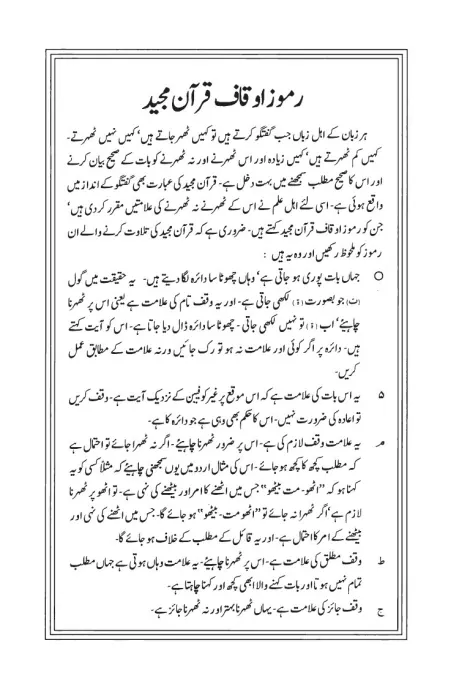 رموز اوقاف قرآن مجید
ہر زبان کے اہل زباں جب گفتگو کرتے ہیں تو کہیں ٹھہر جاتے ہیں‘ کہیں نہیں ٹھہرتے۔
کہیں کم ٹھہرتے ہیں‘ کہیں زیادہ اور اس ٹھہرنے اور نہ ٹھہرنے کو بات کے صحیح بیان کرنے
اور اس کا صحیح مطلب سمجھنے میں بہت دخل ہے۔ قرآن مجید کی عبارت بھی گفتگو کے انداز میں
واقع ہوئی ہے۔ اسی لئے اہل علم نے اس کے ٹھہرنے نہ ٹھہرنے کی علامتیں مقرر کر دی ہیں‘
جن کو رموز اوقاف قرآن مجید کہتے ہیں۔ ضروری ہے کہ قرآن مجید کی تلاوت کرنے والے ان
رموز کو ملحوظ رکھیں اور وہ یہ ہیں :
○ جہاں بات پوری ہو جاتی ہے‘ وہاں چھوٹا سا دائرہ لگا دیتے ہیں۔ یہ حقیقت میں گول
(ت) جو بصورت (ۃ) لکھی جاتی ہے۔ اور یہ وقف تام کی علامت ہے یعنی اس پر ٹھہرنا
چاہئے‘ اب (ۃ) تو نہیں لکھی جاتی۔ چھوٹا سا دائرہ ڈال دیا جاتا ہے۔ اس کو آیت کہتے
ہیں۔ دائرہ پر اگر کوئی اور علامت نہ ہو تو رک جائیں ورنہ علامت کے مطابق عمل
کریں۔
۵ یہ اس بات کی علامت ہے کہ اس موقع پر غیر کوفیین کے نزدیک آیت ہے۔ وقف کریں
تو اعادہ کی ضرورت نہیں۔ اس کا حکم بھی وہی ہے جو دائرہ کا ہے۔
مـ یہ علامت وقف لازم کی ہے۔ اس پر ضرور ٹھہرنا چاہئے۔ اگر نہ ٹھہرا جائے تو احتمال ہے
کہ مطلب کچھ کا کچھ ہو جائے۔ اس کی مثال اردو میں یوں سمجھنی چاہئے کہ مثلاً کسی کو یہ
کہنا ہو کہ ”اٹھو۔ مت بیٹھو“ جس میں اٹھنے کا امر اور بیٹھنے کی نہی ہے۔ تو اٹھو پر ٹھہرنا
لازم ہے‘ اگر ٹھہرا نہ جائے تو ”اٹھو مت۔ بیٹھو“ ہو جائے گا۔ جس میں اٹھنے کی نہی اور
بیٹھنے کے امر کا احتمال ہے۔ اور یہ قائل کے مطلب کے خلاف ہو جائے گا۔
ط وقف مطلق کی علامت ہے۔ اس پر ٹھہرنا چاہئے۔ یہ علامت وہاں ہوتی ہے جہاں مطلب
تمام نہیں ہوتا اور بات کہنے والا ابھی کچھ اور کہنا چاہتا ہے۔
ج وقف جائز کی علامت ہے۔ یہاں ٹھہرنا بہتر اور نہ ٹھہرنا جائز ہے۔